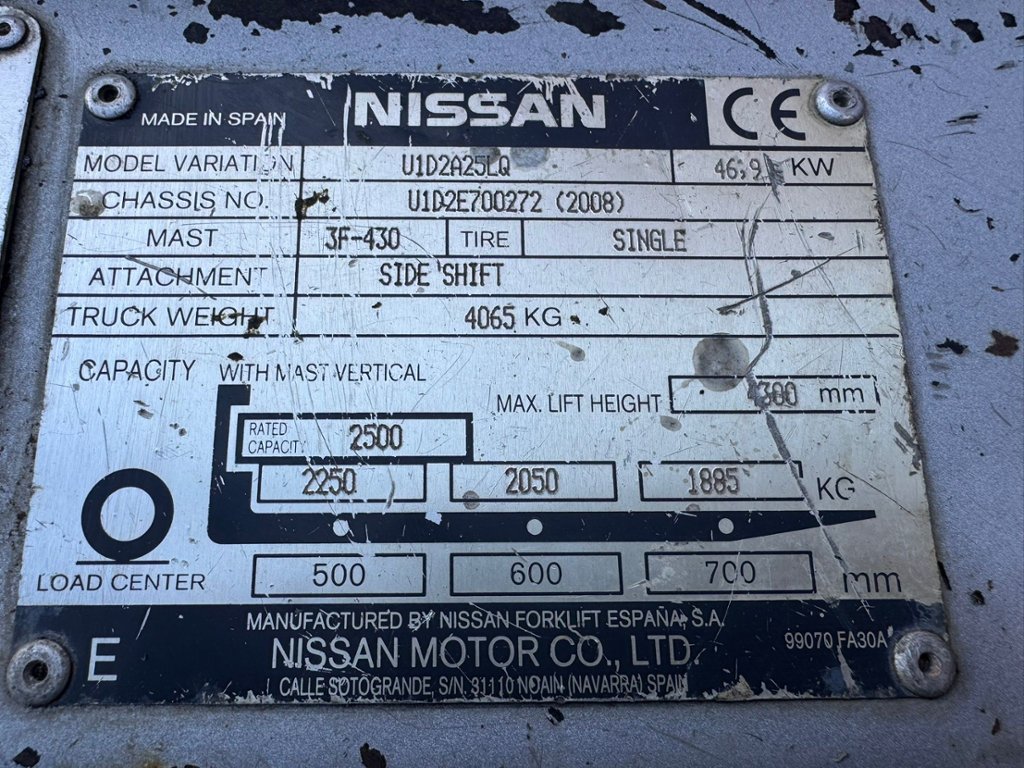 MADE IN SPAIN NISSAN CE
MODEL VARIATION U1D2A25LQ 46.9 KW
CHASSIS NO. U1D2E700272 (2008)
MAST 3F-430 TIRE SINGLE
ATTACHMENT SIDE SHIFT
TRUCK WEIGHT 4065 KG
CAPACITY WITH MAST VERTICAL
MAX. LIFT HEIGHT mm
RATED CAPACITY 2500
2250 2050 1885 KG
LOAD CENTER 500 600 700 mm
MANUFACTURED BY NISSAN FORKLIFT ESPAÑA, S.A.
E NISSAN MOTOR CO., LTD. 99070 FA30A
CALLE SOTOGRANDE, S/N, 31110 NOAIN (NAVARRA) SPAIN